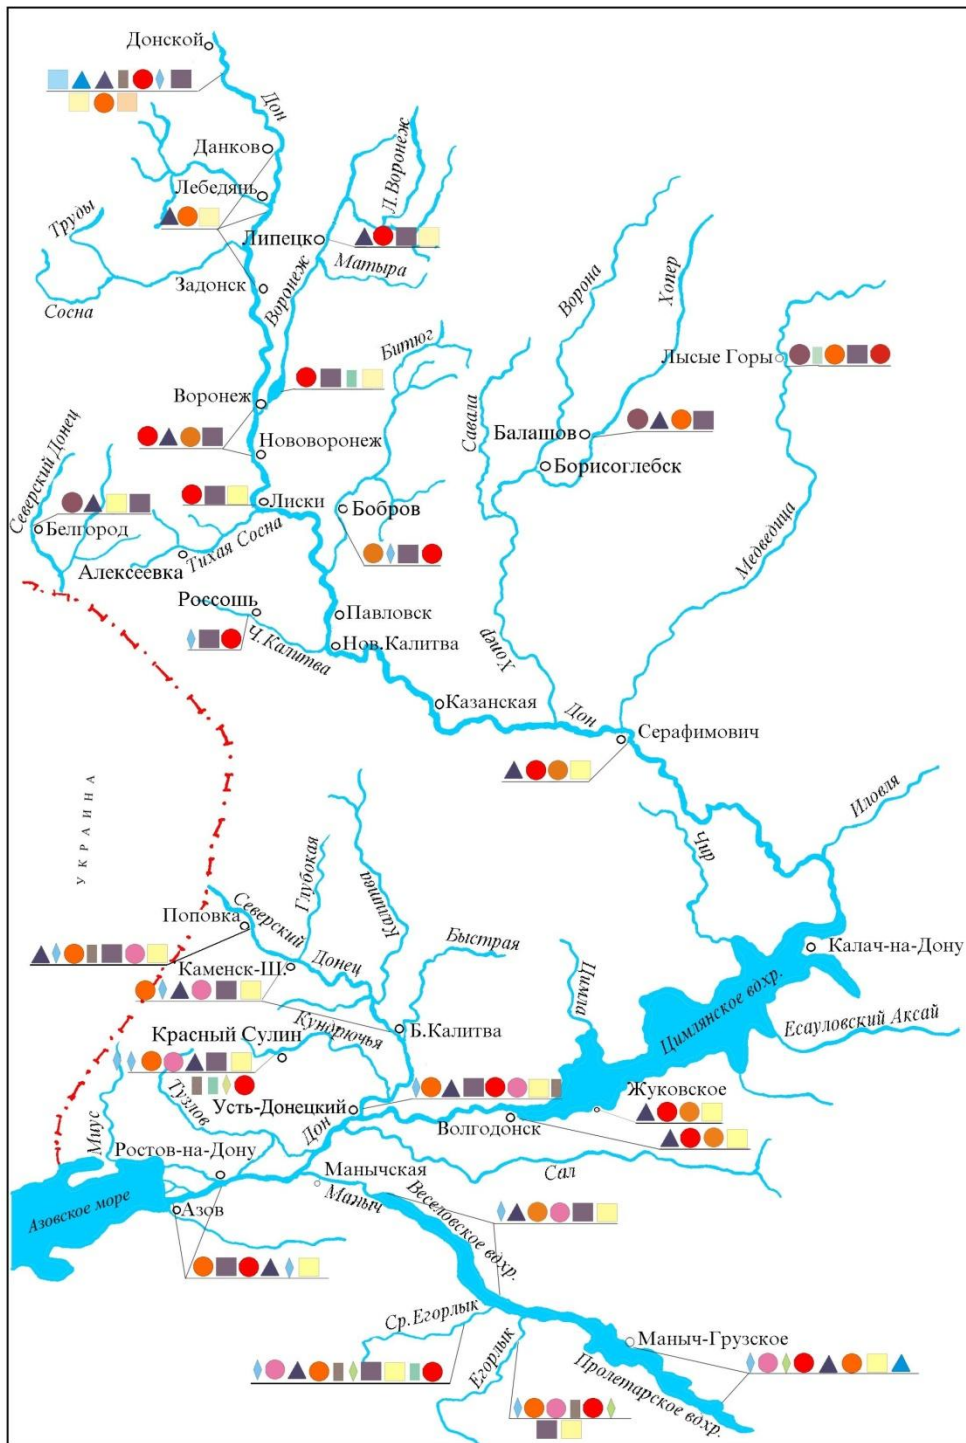 Донской
Дон
Данков
Лебедянь
Л.Воронеж
Труды
Липецк
Матыра
Воронеж
Задонск
Сосна
Ворона
Хопер
Битюг
Лысые Горы
Воронеж
Савала
Балашов
Нововоронеж
Борисоглебск
Северский Донец
Лиски
Бобров
Белгород
Тихая Сосна
Медведица
Алексеевка
Россошь
Павловск
Ч.Калитва
Нов.Калитва
Хопер
Казанская
Дон
Серафимович
УКРАИНА
Иловля
Чир
Глубокая
Калитва
Поповка
Северский
Донец
Быстрая
Калач-на-Дону
Каменск-Ш.
Цимла
Цимлянское вдхр.
Кундрючья
Б.Калитва
Есауловский Аксай
Красный Сулин
Жуковское
Тузлов
Усть-Донецкий
Миус
Дон
Волгодонск
Ростов-на-Дону
Манычская
Сал
Маныч
Азовское море
Азов
Веселовское вдхр.
Ср.Егорлык
Егорлык
Маныч-Грузское
Пролетарское вдхр.